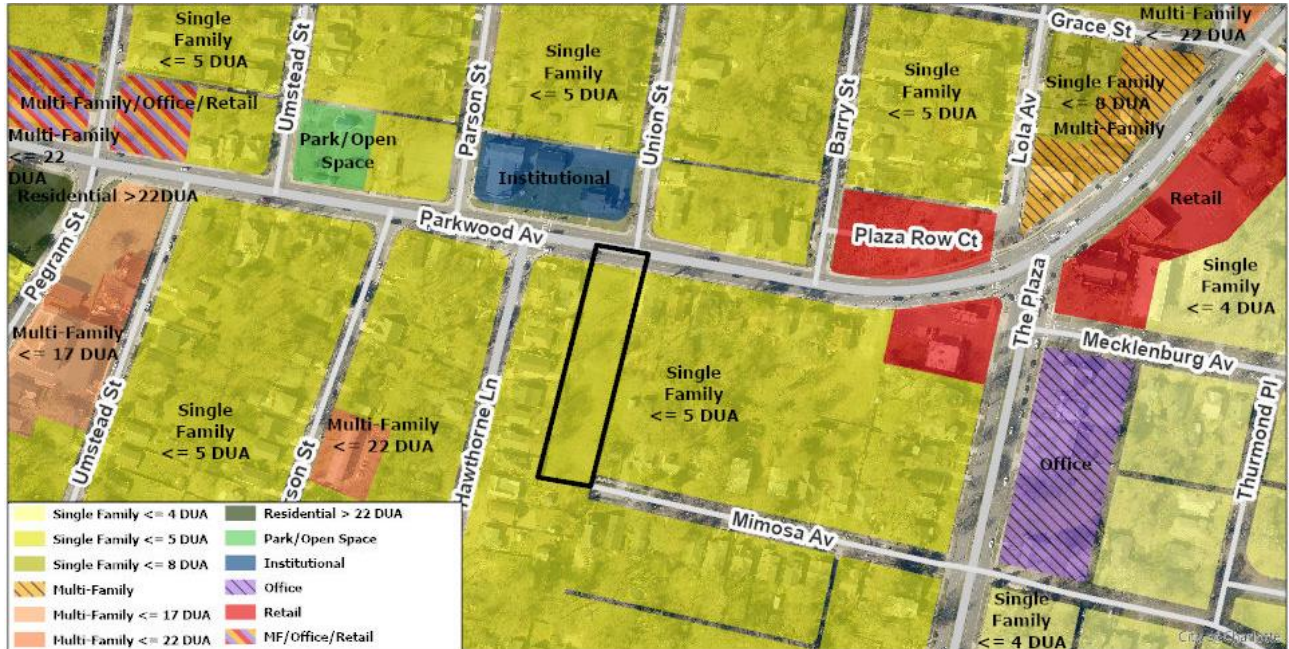 Single
Family
<= 5 DUA
Umstead St
Parson St
Single
Family
<= 5 DUA
Union St
Barry St
Single
Family
<= 5 DUA
Lola Av
Grace St
Multi-Family
<= 22 DUA
Single Family
<= 8 DUA
Multi-Family
Multi-Family/Office/Retail
Multi-Family
<= 22
DUA
Residential >22DUA
Park/Open
Space
Institutional
Parkwood Av
Plaza Row Ct
Retail
The Plaza
Single
Family
<= 4 DUA
Mecklenburg Av
Pegram St
Multi-Family
<= 17 DUA
Umstead St
Single
Family
<= 5 DUA
rson St
Multi-Family
<= 22 DUA
Hawthorne Ln
Single
Family
<= 5 DUA
Office
Thurmond Pl
Mimosa Av
Single
Family
<= 4 DUA
Single Family <= 4 DUA
Single Family <= 5 DUA
Single Family <= 8 DUA
Multi-Family
Multi-Family <= 17 DUA
Multi-Family <= 22 DUA
Residential > 22 DUA
Park/Open Space
Institutional
Office
Retail
MF/Office/Retail
City of Charlotte